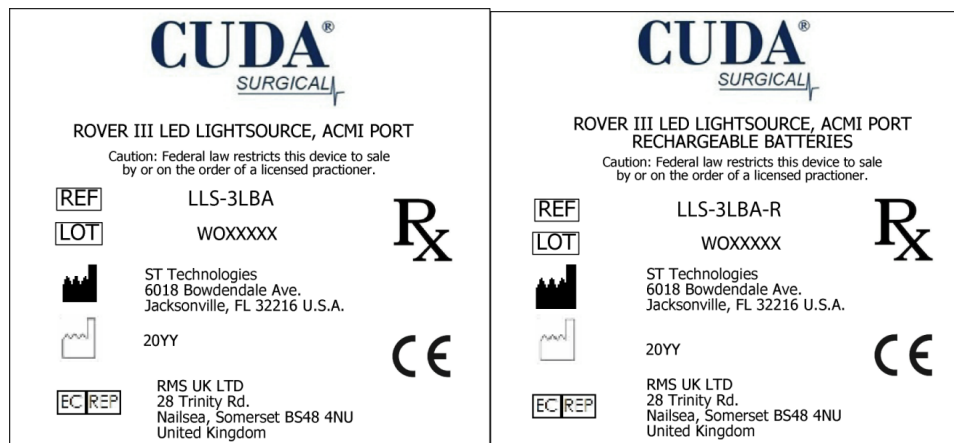 CUDA®
SURGICAL
ROVER III LED LIGHTSOURCE, ACMI PORT
Caution: Federal law restricts this device to sale
by or on the order of a licensed practioner.
REF LLS-3LBA
LOT WOXXXXX
Rx
ST Technologies
6018 Bowdendale Ave.
Jacksonville, FL 32216 U.S.A.
20YY
CE
EC REP
RMS UK LTD
28 Trinity Rd.
Nailsea, Somerset BS48 4NU
United Kingdom
CUDA®
SURGICAL
ROVER III LED LIGHTSOURCE, ACMI PORT
RECHARGEABLE BATTERIES
Caution: Federal law restricts this device to sale
by or on the order of a licensed practioner.
REF LLS-3LBA-R
LOT WOXXXXX
Rx
ST Technologies
6018 Bowdendale Ave.
Jacksonville, FL 32216 U.S.A.
20YY
CE
EC REP
RMS UK LTD
28 Trinity Rd.
Nailsea, Somerset BS48 4NU
United Kingdom